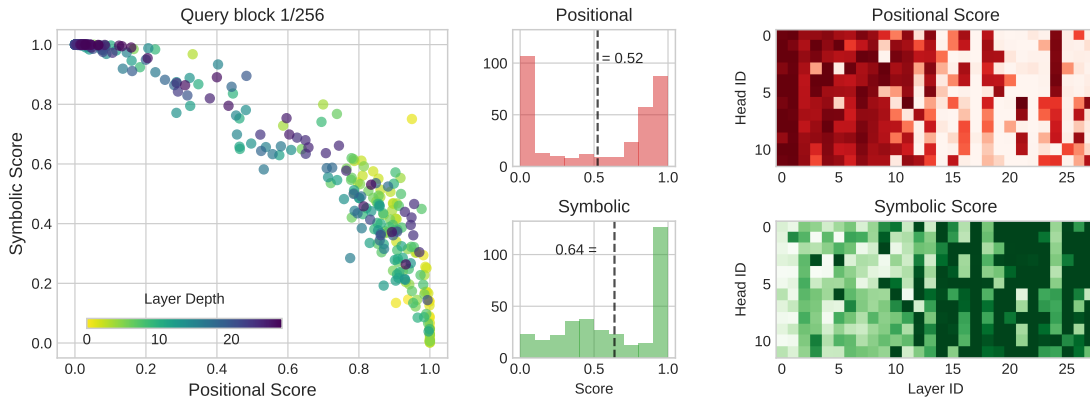 Query block 1/256
Symbolic Score
1.0
0.8
0.6
0.4
0.2
0.0
Layer Depth
0 10 20
0.0 0.2 0.4 0.6 0.8 1.0
Positional Score
Positional
= 0.52
100
50
0
0.0 0.5 1.0
Symbolic
0.64 =
100
50
0
0.0 0.5 1.0
Score
Positional Score
Head ID
0
5
10
0 5 10 15 20 25
Symbolic Score
Head ID
0
5
10
0 5 10 15 20 25
Layer ID